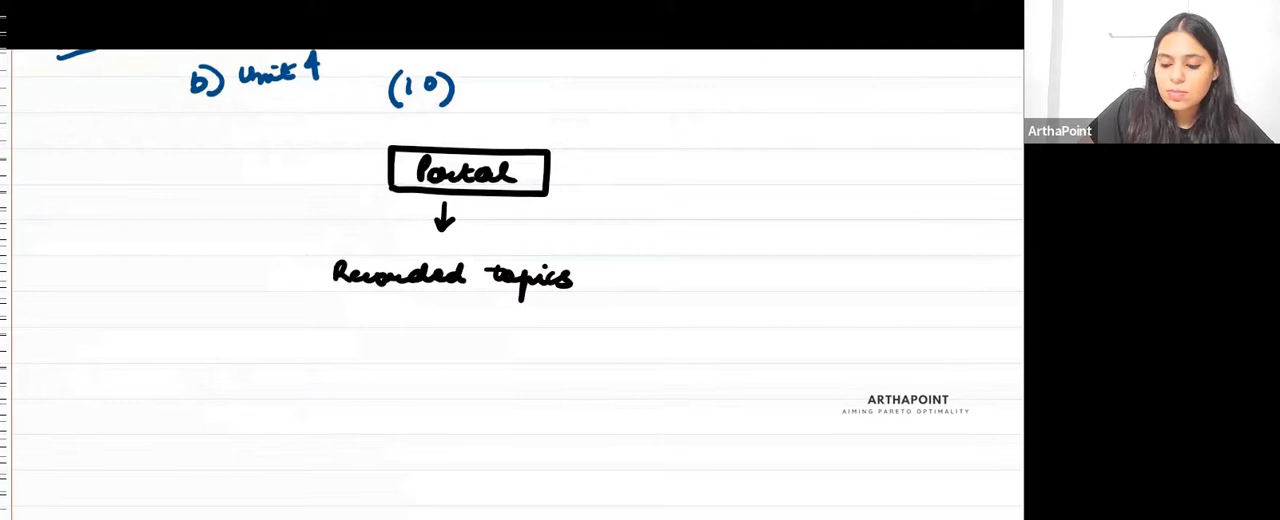 b) Unit 4 (10)
Portal
Recorded topics
ArthaPoint
ARTHAPOINT
AIMING PARETO OPTIMALITY